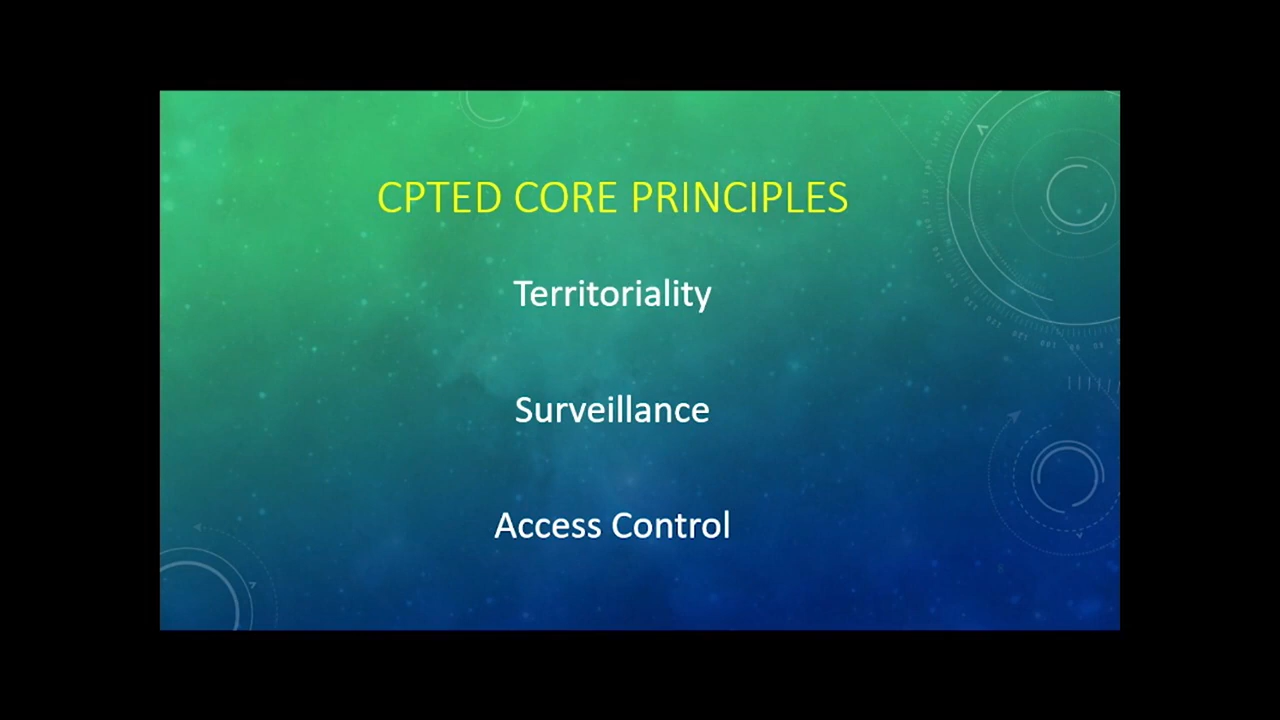 CPTED CORE PRINCIPLES
Territoriality
Surveillance
Access Control